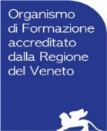 Organismo
di Formazione
accreditato
dalla Regione
del Veneto